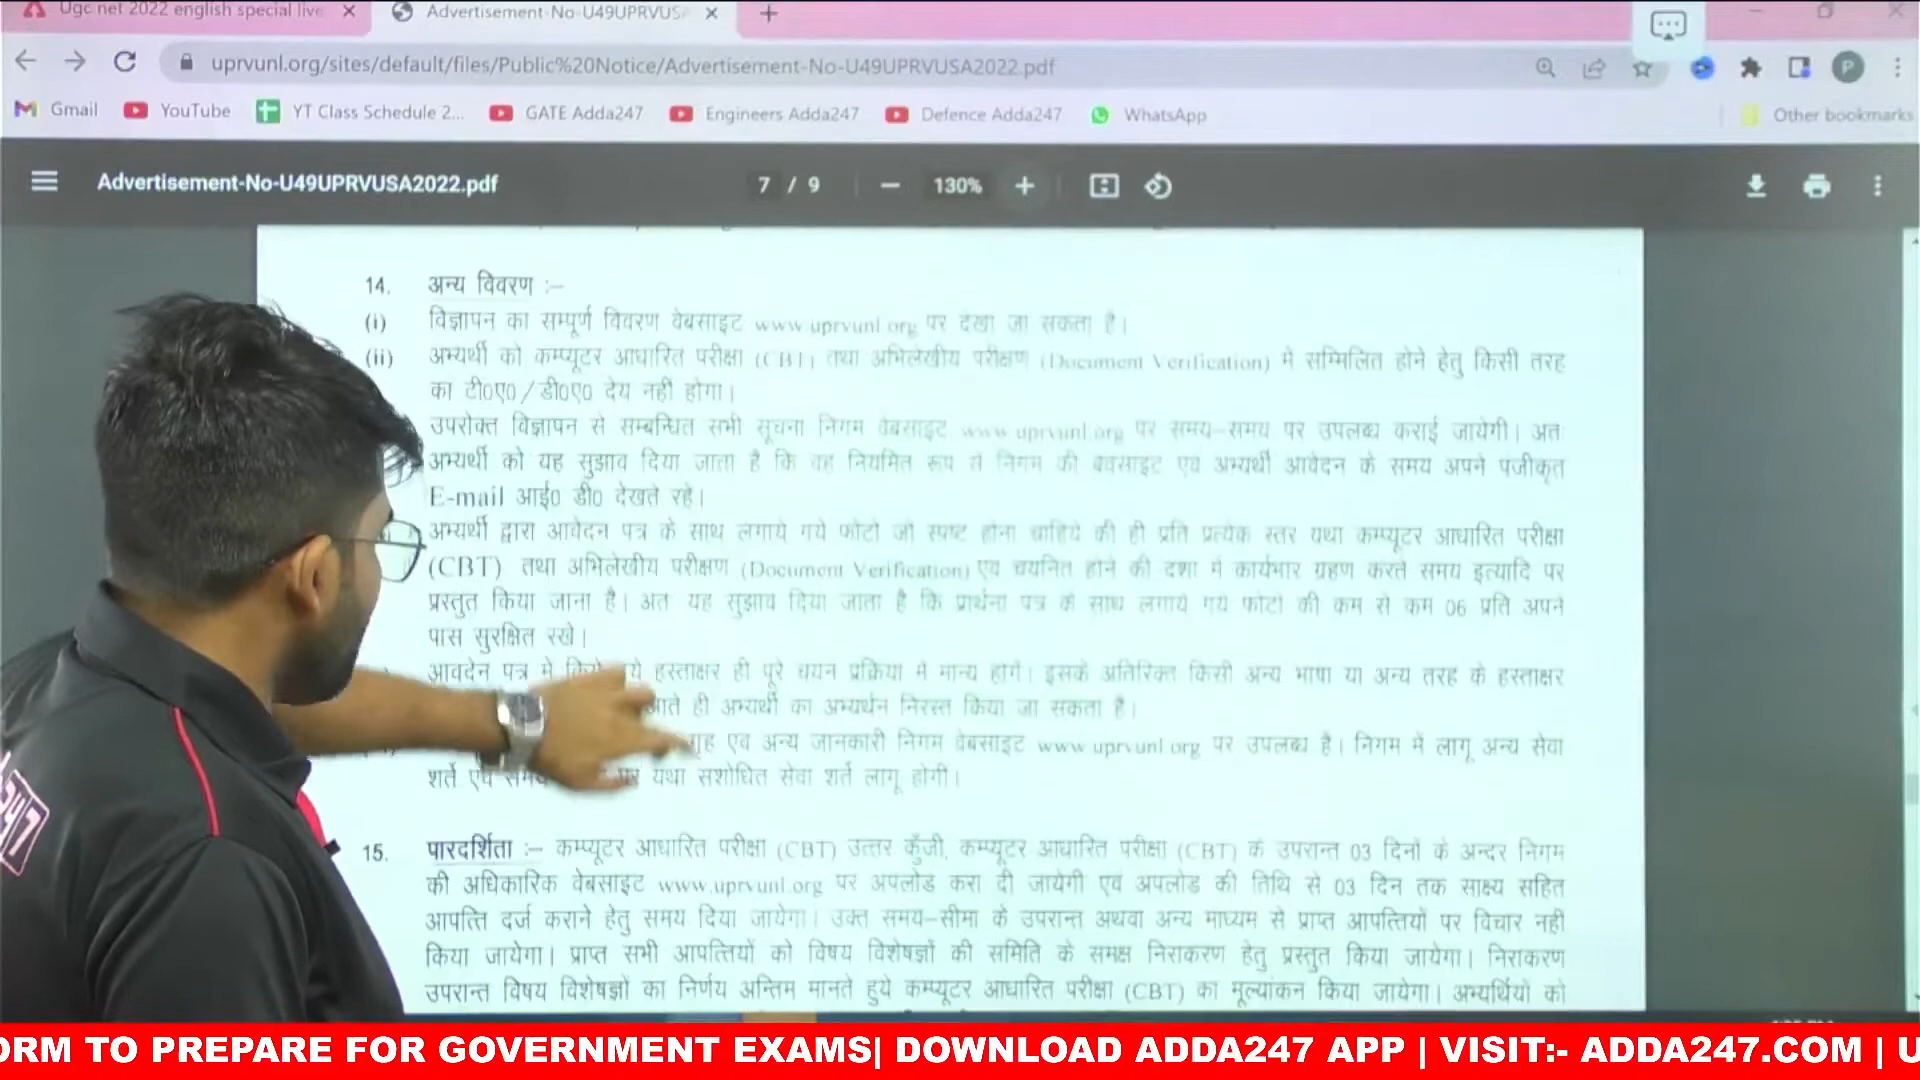 Ugc net 2022 english special live
Advertisement-No-U49UPRVUSA
uprvunl.org/sites/default/files/Public%20Notice/Advertisement-No-U49UPRVUSA2022.pdf
P
Gmail YouTube YT Class Schedule 2... GATE Adda247 Engineers Adda247 Defence Adda247 WhatsApp Other bookmarks
Advertisement-No-U49UPRVUSA2022.pdf 7 / 9 130%
14. अन्य विवरण :–
(i) विज्ञापन का सम्पूर्ण विवरण वेबसाइट www.uprvunl.org पर देखा जा सकता है।
(ii) अभ्यर्थी को कम्प्यूटर आधारित परीक्षा (CBT) तथा अभिलेखीय परीक्षण (Document Verification) में सम्मिलित होने हेतु किसी तरह
का टी०ए०/डी०ए० देय नहीं होगा।
उपरोक्त विज्ञापन से सम्बन्धित सभी सूचना निगम वेबसाइट www.uprvunl.org पर समय–समय पर उपलब्ध कराई जायेगी। अतः
अभ्यर्थी को यह सुझाव दिया जाता है कि वह नियमित रूप से निगम की वेबसाइट एवं अभ्यर्थी आवेदन के समय अपने पंजीकृत
E-mail आई० डी० देखते रहे।
अभ्यर्थी द्वारा आवेदन पत्र के साथ लगाये गये फोटो जो स्पष्ट होना चाहिये की ही प्रति प्रत्येक स्तर यथा कम्प्यूटर आधारित परीक्षा
(CBT) तथा अभिलेखीय परीक्षण (Document Verification) एवं चयनित होने की दशा में कार्यभार ग्रहण करते समय इत्यादि पर
प्रस्तुत किया जाना है। अतः यह सुझाव दिया जाता है कि प्रार्थना पत्र के साथ लगाये गये फोटो की कम से कम 06 प्रति अपने
पास सुरक्षित रखे।
आवदेन पत्र में किये गये हस्ताक्षर ही पूरे चयन प्रक्रिया में मान्य होगें। इसके अतिरिक्त किसी अन्य भाषा या अन्य तरह के हस्ताक्षर
आते ही अभ्यर्थी का अभ्यर्थन निरस्त किया जा सकता है।
एवं अन्य जानकारी निगम वेबसाइट www.uprvunl.org पर उपलब्ध है। निगम में लागू अन्य सेवा
शर्ते एवं पर यथा संशोधित सेवा शर्ते लागू होगी।
15. पारदर्शिता :– कम्प्यूटर आधारित परीक्षा (CBT) उत्तर कुँजी, कम्प्यूटर आधारित परीक्षा (CBT) के उपरान्त 03 दिनों के अन्दर निगम
की अधिकारिक वेबसाइट www.uprvunl.org पर अपलोड करा दी जायेगी एवं अपलोड की तिथि से 03 दिन तक साक्ष्य सहित
आपत्ति दर्ज कराने हेतु समय दिया जायेगा। उक्त समय–सीमा के उपरान्त अथवा अन्य माध्यम से प्राप्त आपत्तियों पर विचार नहीं
किया जायेगा। प्राप्त सभी आपत्तियों को विषय विशेषज्ञों की समिति के समक्ष निराकरण हेतु प्रस्तुत किया जायेगा। निराकरण
उपरान्त विषय विशेषज्ञों का निर्णय अन्तिम मानते हुये कम्प्यूटर आधारित परीक्षा (CBT) का मूल्यांकन किया जायेगा। अभ्यर्थियों को
247
ORM TO PREPARE FOR GOVERNMENT EXAMS| DOWNLOAD ADDA247 APP | VISIT:- ADDA247.COM | U